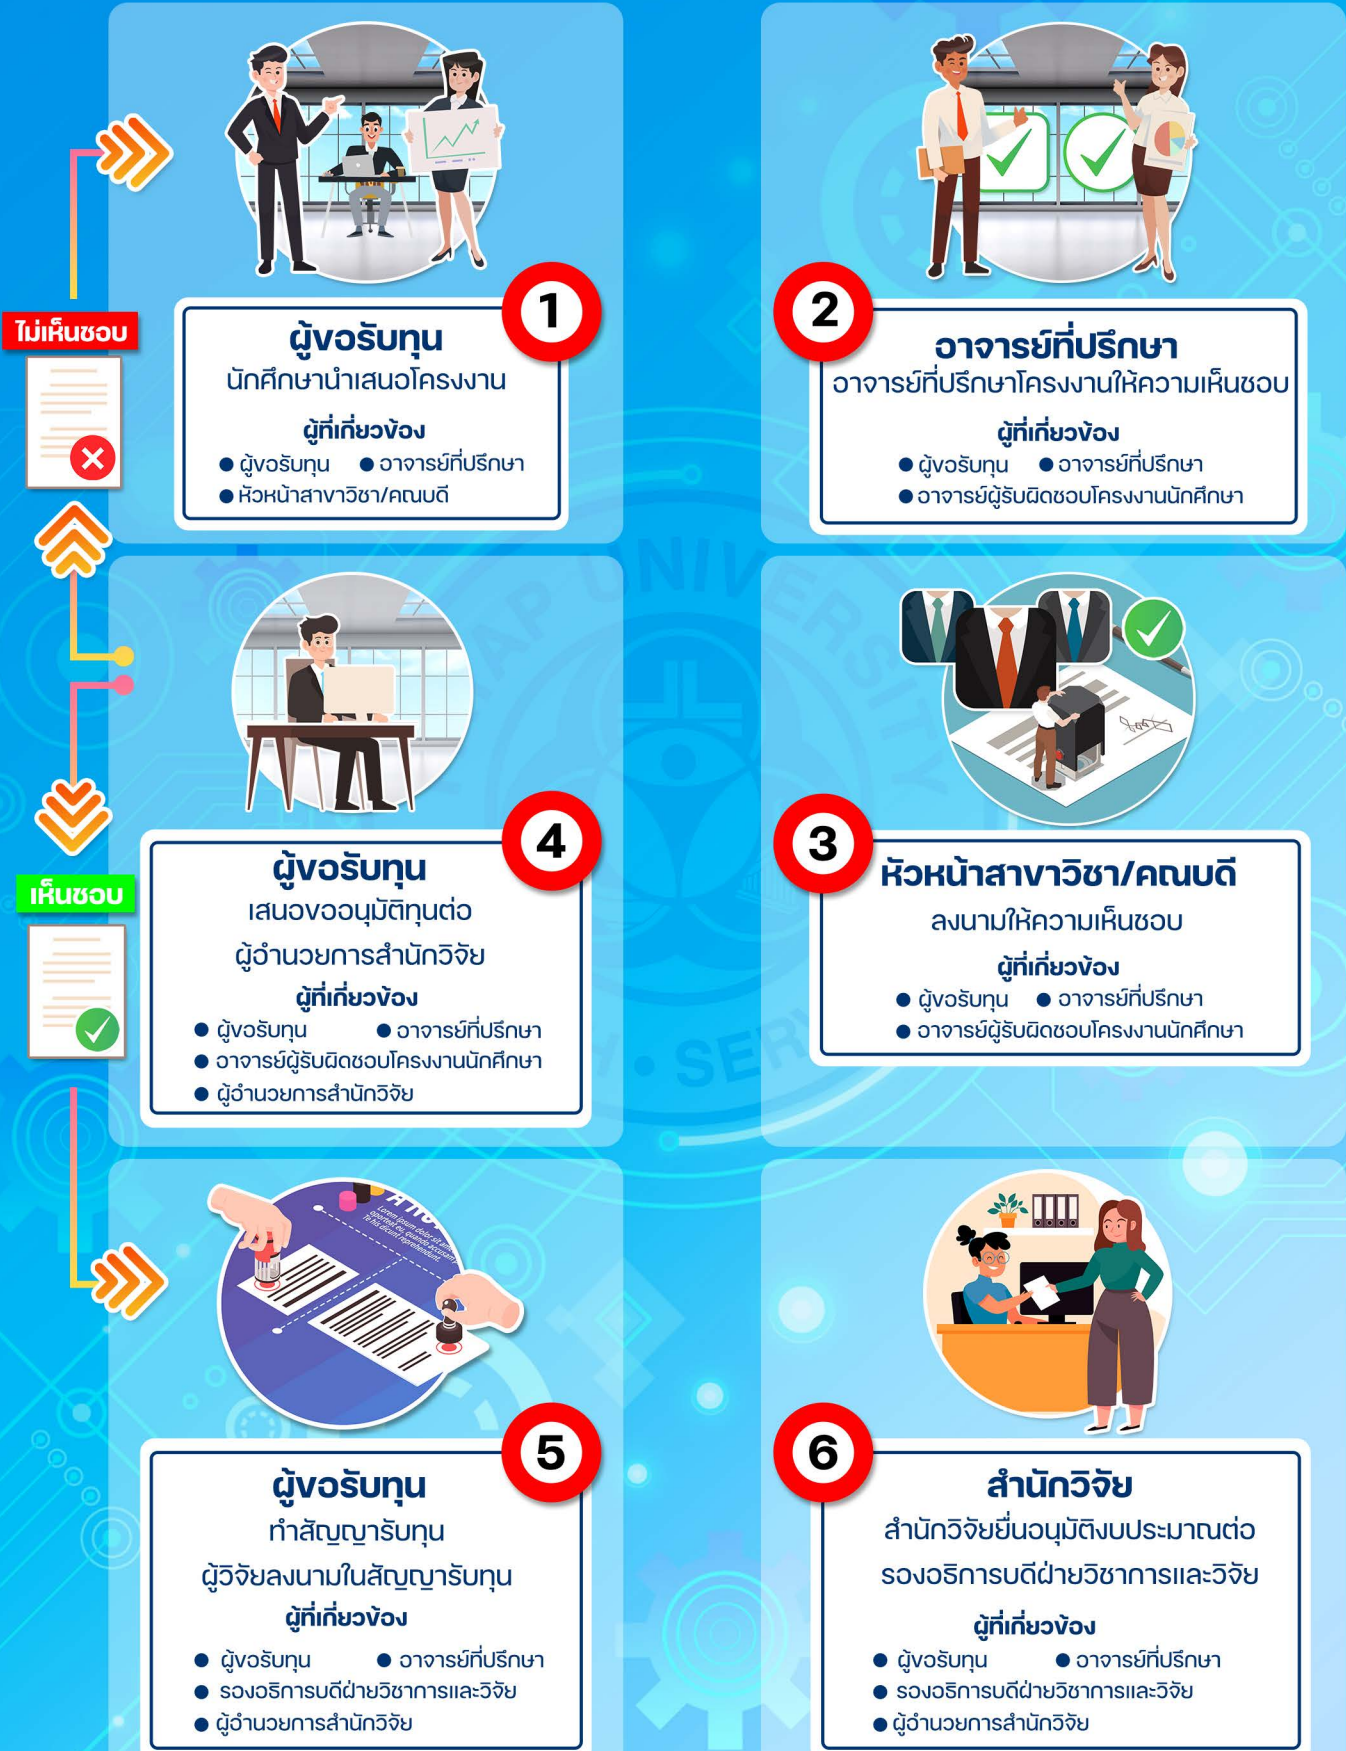 1
ผู้ขอรับทุน
นักศึกษานำเสนอโครงงาน
ผู้ที่เกี่ยวข้อง
● ผู้ขอรับทุน ● อาจารย์ที่ปรึกษา
● หัวหน้าสาขาวิชา/คณบดี
2
อาจารย์ที่ปรึกษา
อาจารย์ที่ปรึกษาโครงงานให้ความเห็นชอบ
ผู้ที่เกี่ยวข้อง
● ผู้ขอรับทุน ● อาจารย์ที่ปรึกษา
● อาจารย์ผู้รับผิดชอบโครงงานนักศึกษา
ไม่เห็นชอบ
3
หัวหน้าสาขาวิชา/คณบดี
ลงนามให้ความเห็นชอบ
ผู้ที่เกี่ยวข้อง
● ผู้ขอรับทุน ● อาจารย์ที่ปรึกษา
● อาจารย์ผู้รับผิดชอบโครงงานนักศึกษา
4
ผู้ขอรับทุน
เสนอขออนุมัติทุนต่อ
ผู้อำนวยการสำนักวิจัย
ผู้ที่เกี่ยวข้อง
● ผู้ขอรับทุน ● อาจารย์ที่ปรึกษา
● อาจารย์ผู้รับผิดชอบโครงงานนักศึกษา
● ผู้อำนวยการสำนักวิจัย
เห็นชอบ
5
ผู้ขอรับทุน
ทำสัญญารับทุน
ผู้วิจัยลงนามในสัญญารับทุน
ผู้ที่เกี่ยวข้อง
● ผู้ขอรับทุน ● อาจารย์ที่ปรึกษา
● รองอธิการบดีฝ่ายวิชาการและวิจัย
● ผู้อำนวยการสำนักวิจัย
6
สำนักวิจัย
สำนักวิจัยยื่นอนุมัติงบประมาณต่อ
รองอธิการบดีฝ่ายวิชาการและวิจัย
ผู้ที่เกี่ยวข้อง
● ผู้ขอรับทุน ● อาจารย์ที่ปรึกษา
● รองอธิการบดีฝ่ายวิชาการและวิจัย
● ผู้อำนวยการสำนักวิจัย
UNIVERSITY